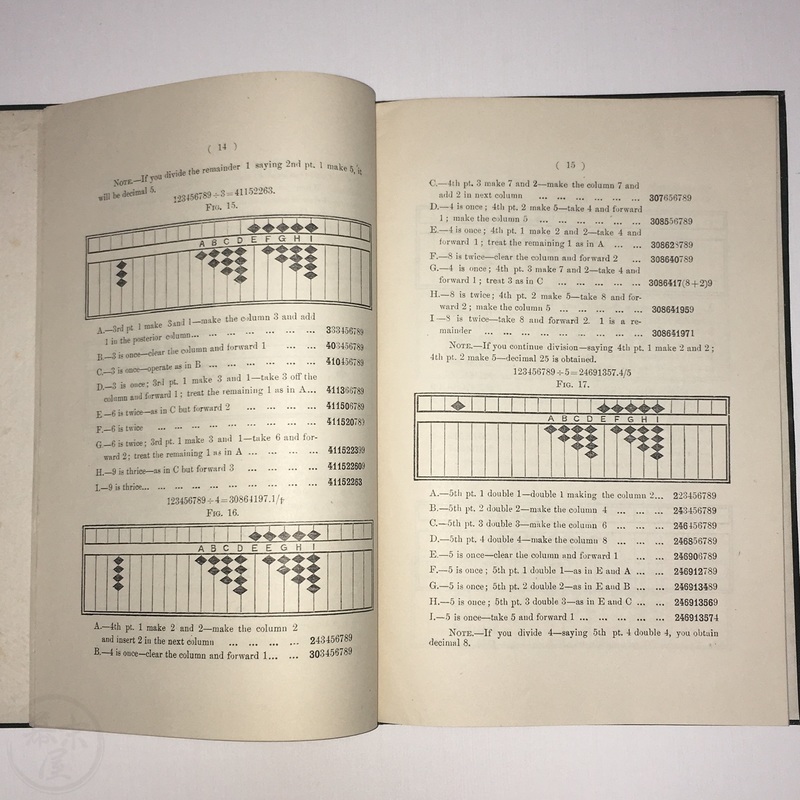 ( 14 )
NOTE.—If you divide the remainder 1 saying 2nd pt. 1 make 5, it
will be decimal 5.
123456789÷3=41152263.
FIG. 15.
A B C D E F G H I
A.—3rd pt. 1 make 3 and 1—make the column 3 and add
1 in the posterior column... ... ... ... ... ... ... 333456789
B.—3 is once—clear the column and forward 1 ... ... 403456789
C.—3 is once—operate as in B ... ... ... ... ... ... 410456789
D.—3 is once; 3rd pt. 1 make 3 and 1—take 3 off the
column and forward 1; treat the remaining 1 as in A... 411366789
E—6 is twice—as in C but forward 2 ... ... ... ... 411506789
F.—6 is twice ... ... ... ... ... ... ... ... 411520789
G.—6 is twice; 3rd pt. 1 make 3 and 1—take 6 and for-
ward 2; treat the remaining 1 as in A ... ... ... ... 411522399
H.—9 is thrice—as in C but forward 3 ... ... ... ... 411522609
I.—9 is thrice... ... ... ... ... ... ... ... ... 41152263
123456789÷4=30864197.1/4
FIG. 16.
A B C D E F G H I
A.—4th pt. 1 make 2 and 2—make the column 2
and insert 2 in the next column ... ... ... ... 243456789
B.—4 is once—clear the column and forward 1... ... 303456789
( 15 )
C.—4th pt. 3 make 7 and 2—make the column 7 and
add 2 in next column ... ... ... ... ... ... 307656789
D.—4 is once; 4th pt. 2 make 5—take 4 and forward
1; make the column 5 ... ... ... ... ... ... 308556789
E.—4 is once; 4th pt. 1 make 2 and 2—take 4 and
forward 1; treat the remaining 1 as in A ... ... 308628789
F.—8 is twice—clear the column and forward 2 ... 308640789
G.—4 is once; 4th pt. 3 make 7 and 2—take 4 and
forward 1; treat 3 as in C ... ... ... ... ... 3086417(8+2)9
H.—8 is twice; 4th pt. 2 make 5—take 8 and for-
ward 2; make the column 5 ... ... ... ... ... 308641959
I—8 is twice—take 8 and forward 2. 1 is a re-
mainder ... ... ... ... ... ... ... ... 308641971
NOTE.—If you continue division—saying 4th pt. 1 make 2 and 2;
4th pt. 2 make 5—decimal 25 is obtained.
123456789÷5=24691357.4/5
FIG. 17.
A B C D E F G H I
A.—5th pt. 1 double 1—double 1 making the column 2... 223456789
B.—5th pt. 2 double 2—make the column 4 ... ... ... 243456789
C.—5th pt. 3 double 3—make the column 6 ... ... ... 246456789
D.—5th pt. 4 double 4—make the column 8 ... ... ... 246856789
E.—5 is once—clear the column and forward 1 ... ... 246906789
F.—5 is once; 5th pt. 1 double 1—as in E and A ... ... 246912789
G.—5 is once; 5th pt. 2 double 2—as in E and B ... ... 246913489
H.—5 is once; 5th pt. 3 double 3—as in E and C ... ... 246913569
I.—5 is once—take 5 and forward 1 ... ... ... ... ... 246913574
NOTE.—If you divide 4—saying 5th pt. 4 double 4, you obtain
decimal 8.